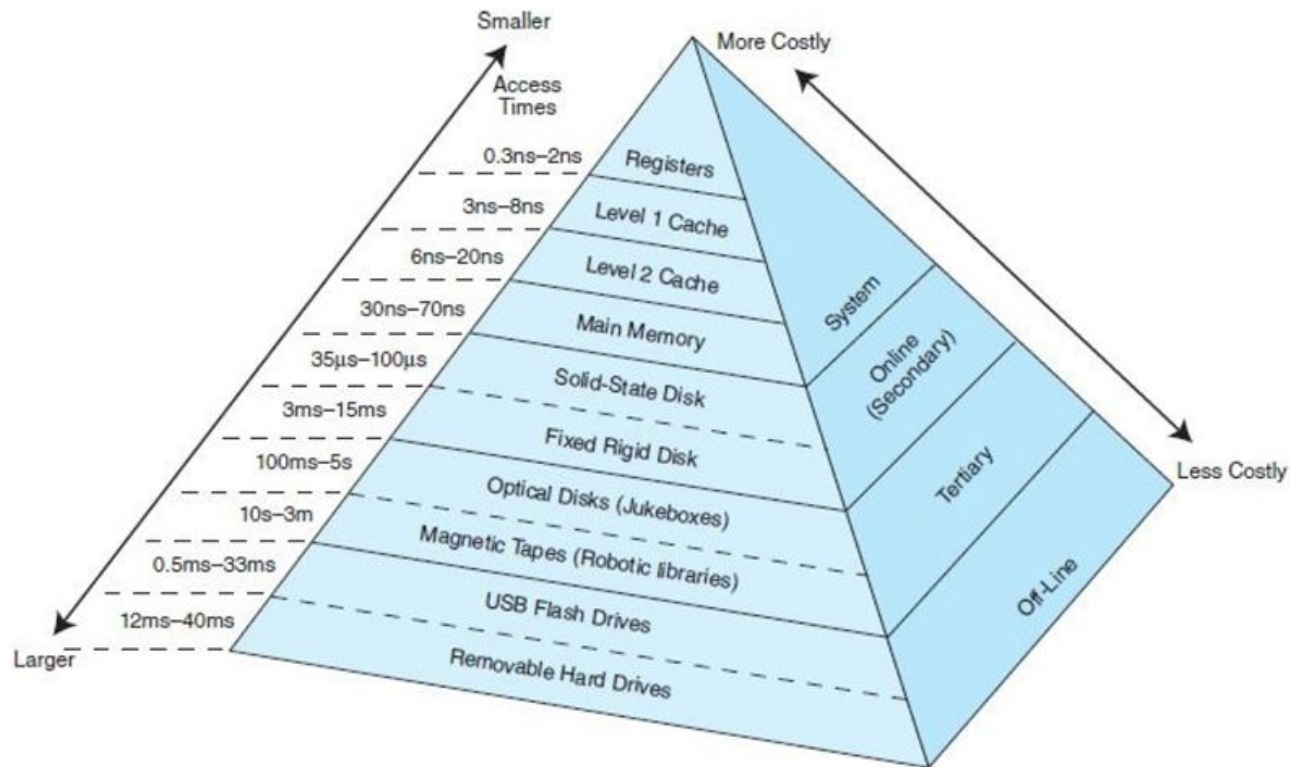 Smaller
More Costly
Access
Times
0.3ns–2ns
Registers
3ns–8ns
Level 1 Cache
6ns–20ns
Level 2 Cache
System
30ns–70ns
Main Memory
Online
(Secondary)
35µs–100µs
Solid-State Disk
3ms–15ms
Fixed Rigid Disk
100ms–5s
Optical Disks (Jukeboxes)
Tertiary
Less Costly
10s–3m
Magnetic Tapes (Robotic libraries)
0.5ms–33ms
USB Flash Drives
Off-Line
12ms–40ms
Removable Hard Drives
Larger